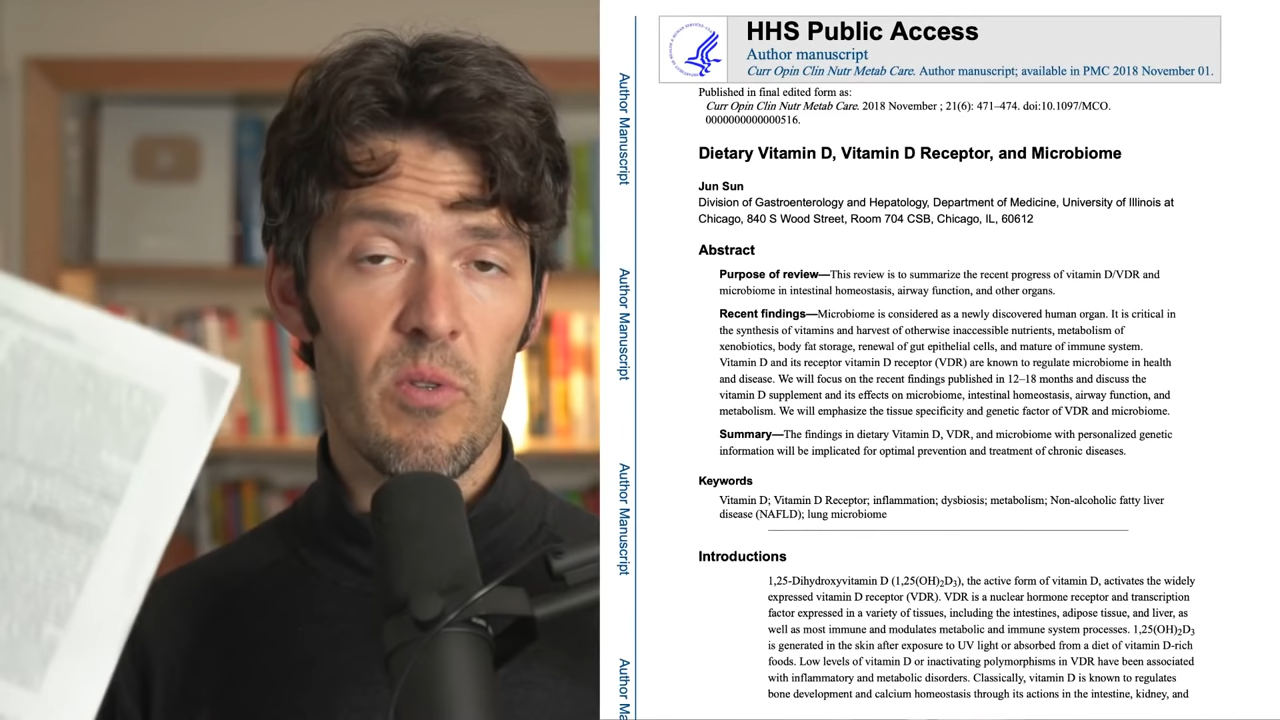 HHS Public Access
Author manuscript
Curr Opin Clin Nutr Metab Care. Author manuscript; available in PMC 2018 November 01.
Published in final edited form as:
Curr Opin Clin Nutr Metab Care. 2018 November ; 21(6): 471–474. doi:10.1097/MCO.
0000000000000516.
Dietary Vitamin D, Vitamin D Receptor, and Microbiome
Jun Sun
Division of Gastroenterology and Hepatology, Department of Medicine, University of Illinois at
Chicago, 840 S Wood Street, Room 704 CSB, Chicago, IL, 60612
Abstract
Purpose of review—This review is to summarize the recent progress of vitamin D/VDR and
microbiome in intestinal homeostasis, airway function, and other organs.
Recent findings—Microbiome is considered as a newly discovered human organ. It is critical in
the synthesis of vitamins and harvest of otherwise inaccessible nutrients, metabolism of
xenobiotics, body fat storage, renewal of gut epithelial cells, and mature of immune system.
Vitamin D and its receptor vitamin D receptor (VDR) are known to regulate microbiome in health
and disease. We will focus on the recent findings published in 12–18 months and discuss the
vitamin D supplement and its effects on microbiome, intestinal homeostasis, airway function, and
metabolism. We will emphasize the tissue specificity and genetic factor of VDR and microbiome.
Summary—The findings in dietary Vitamin D, VDR, and microbiome with personalized genetic
information will be implicated for optimal prevention and treatment of chronic diseases.
Keywords
Vitamin D; Vitamin D Receptor; inflammation; dysbiosis; metabolism; Non-alcoholic fatty liver
disease (NAFLD); lung microbiome
Introductions
1,25-Dihydroxyvitamin D (1,25(OH)₂D₃), the active form of vitamin D, activates the widely
expressed vitamin D receptor (VDR). VDR is a nuclear hormone receptor and transcription
factor expressed in a variety of tissues, including the intestines, adipose tissue, and liver, as
well as most immune and modulates metabolic and immune system processes. 1,25(OH)₂D₃
is generated in the skin after exposure to UV light or absorbed from a diet of vitamin D-rich
foods. Low levels of vitamin D or inactivating polymorphisms in VDR have been associated
with inflammatory and metabolic disorders. Classically, vitamin D is known to regulates
bone development and calcium homeostasis through its actions in the intestine, kidney, and
Author Manuscript
Author Manuscript
Author Manuscript
Author Ma